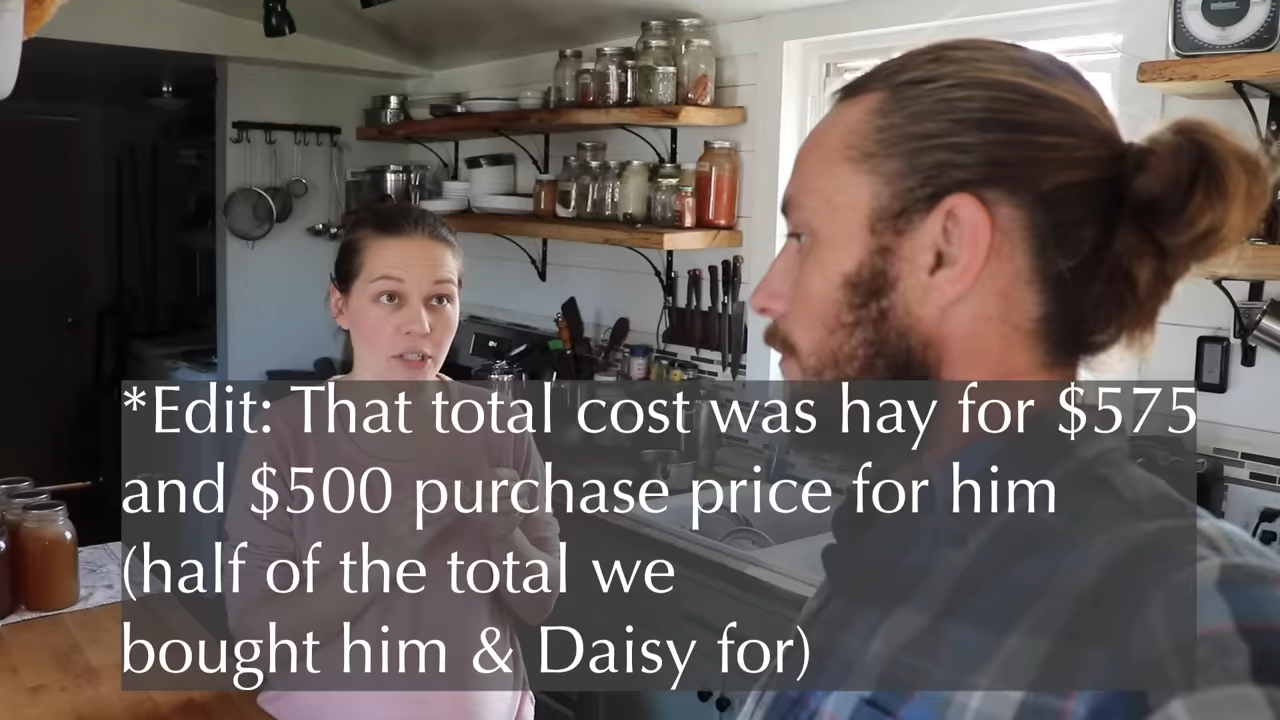 *Edit: That total cost was hay for $575
and $500 purchase price for him
(half of the total we
bought him & Daisy for)